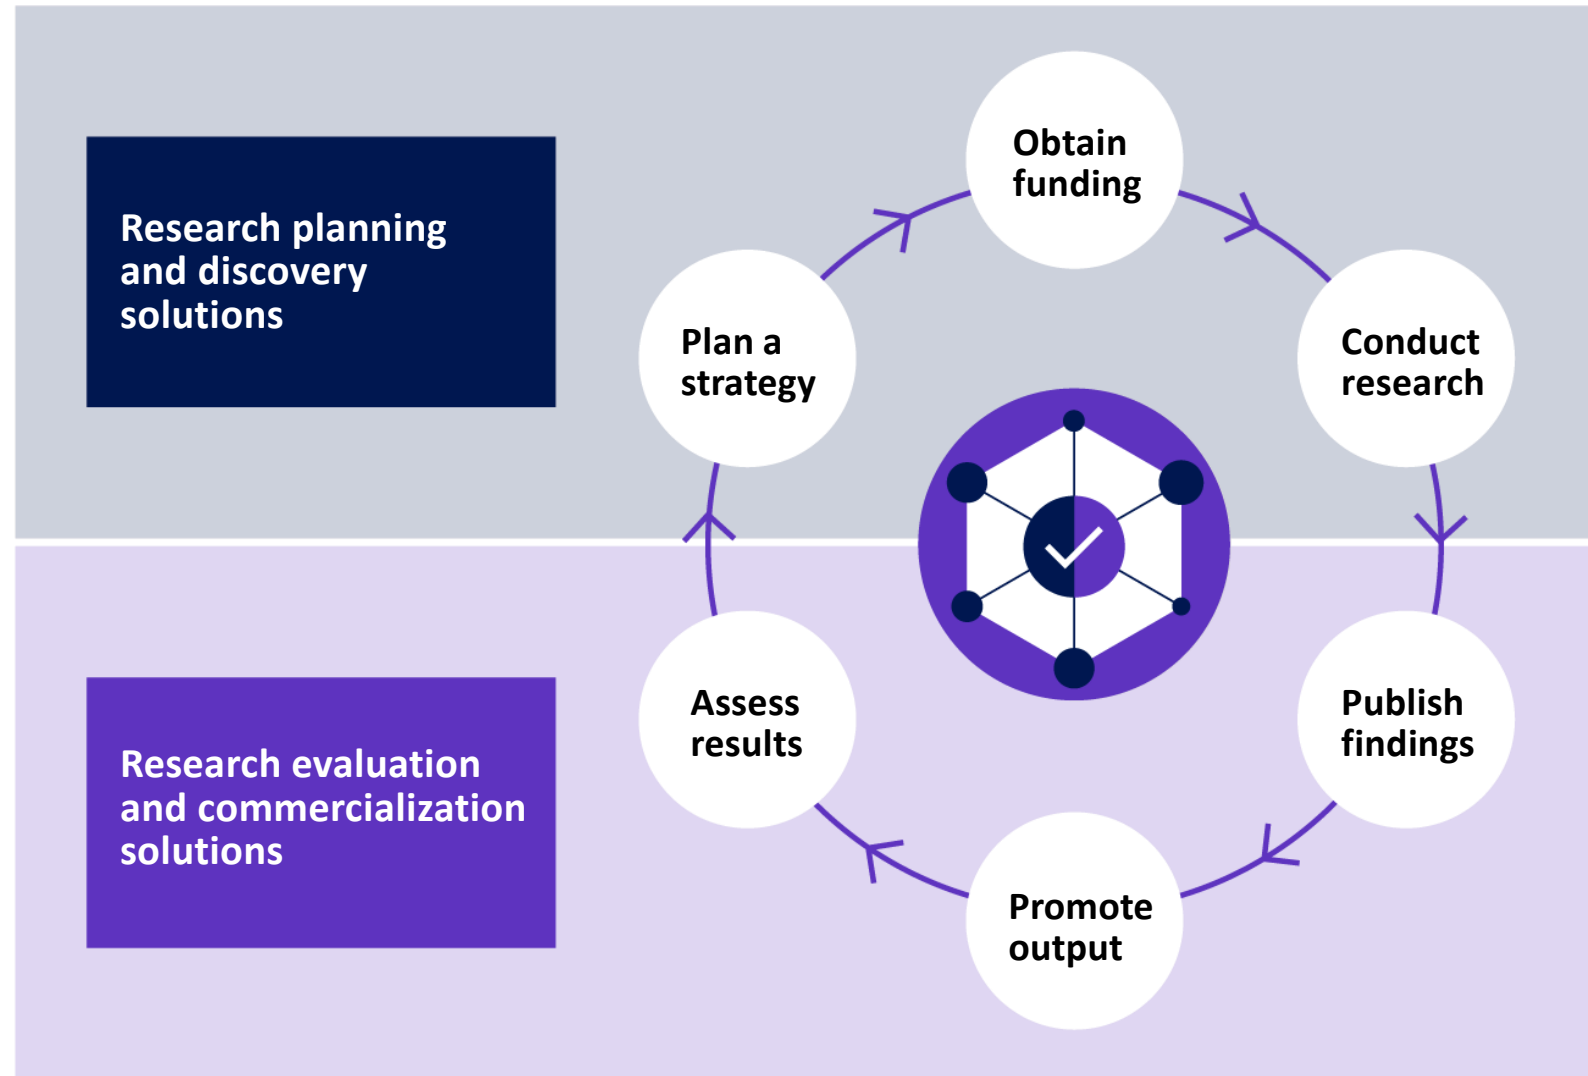 Research planning
and discovery
solutions
Obtain
funding
Plan a
strategy
Conduct
research
Research evaluation
and commercialization
solutions
Assess
results
Publish
findings
Promote
output